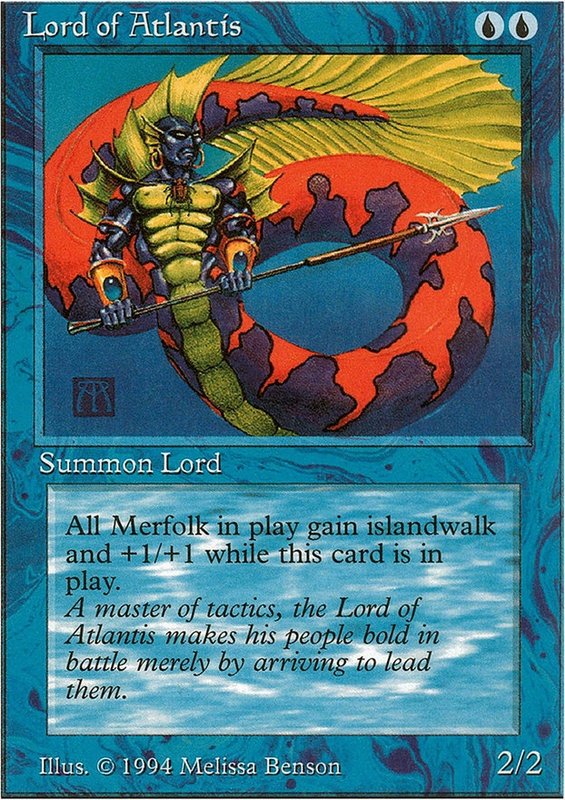 Lord of Atlantis
Summon Lord
All Merfolk in play gain islandwalk
and +1/+1 while this card is in
play.
A master of tactics, the Lord of
Atlantis makes his people bold in
battle merely by arriving to lead
them.
Illus. © 1994 Melissa Benson
2/2